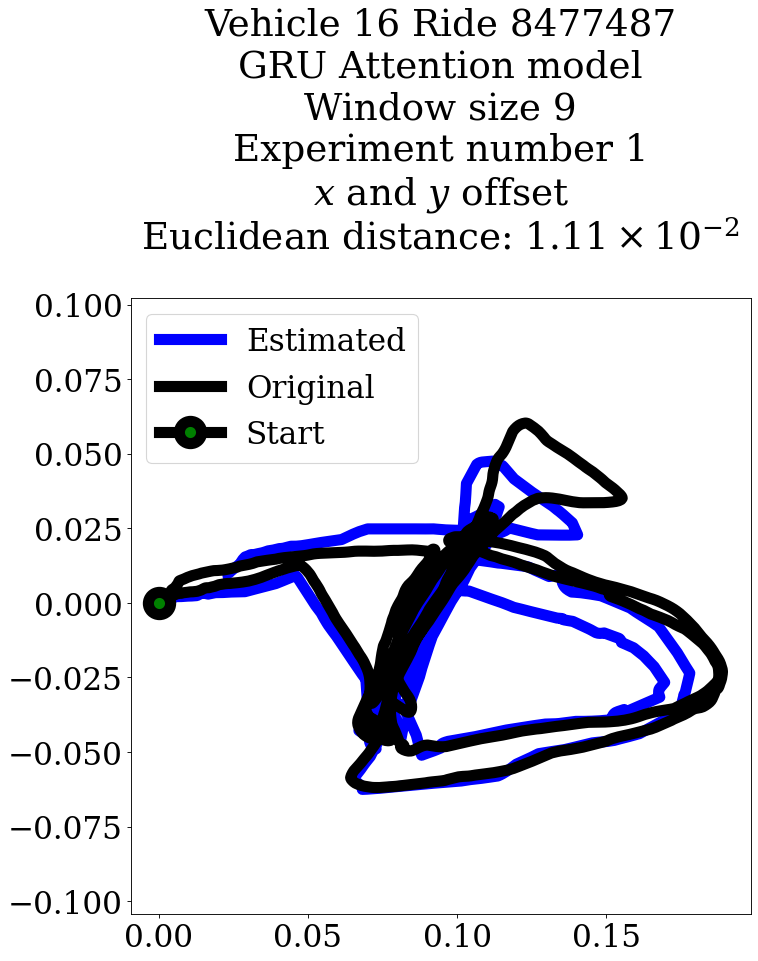 Vehicle 16 Ride 8477487
GRU Attention model
Window size 9
Experiment number 1
x and y offset
Euclidean distance: 1.11 × 10⁻²
Estimated
Original
Start
0.100
0.075
0.050
0.025
0.000
−0.025
−0.050
−0.075
−0.100
0.00 0.05 0.10 0.15